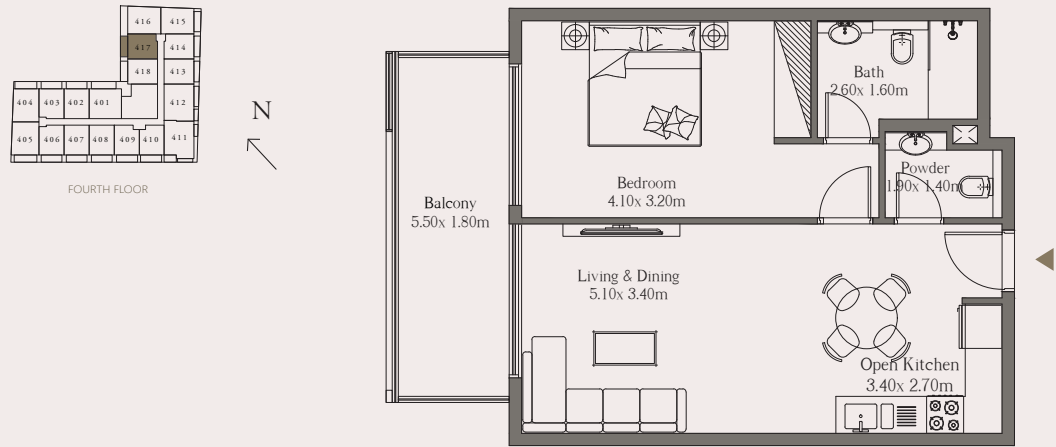 416 415
417 414
418 413
404 403 402 401 412
405 406 407 408 409 410 411
FOURTH FLOOR
N
Balcony
5.50x 1.80m
Bedroom
4.10x 3.20m
Bath
2.60x 1.60m
Powder
1.90x 1.40m
Living & Dining
5.10x 3.40m
Open Kitchen
3.40x 2.70m